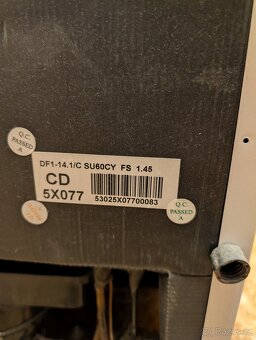 Q.C.
PASSED
A
DF1-14.1/C SU60CY FS 1.45
CD
5X077
53025X07700083
Q.C.
PASSED
A